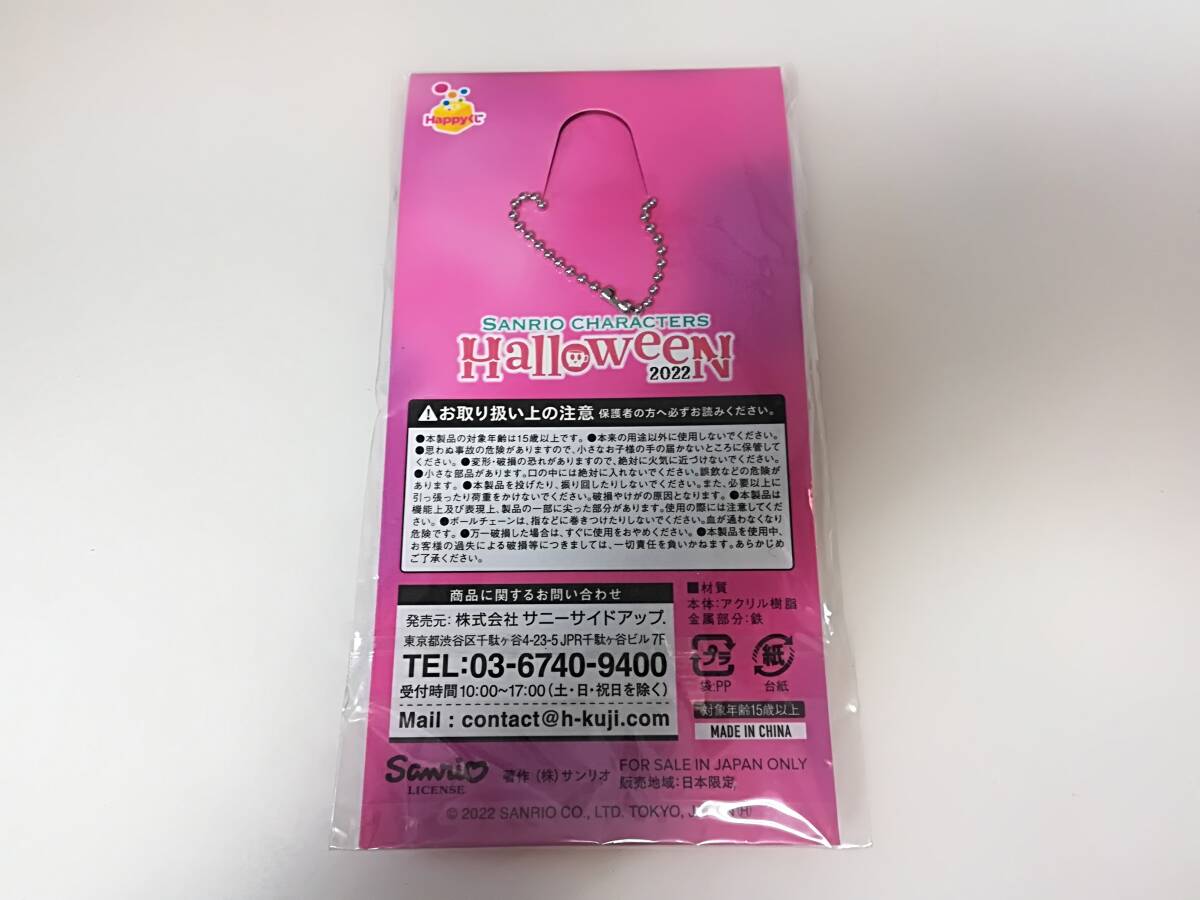 Happyくじ
SANRIO CHARACTERS
Halloween
2022
お取り扱い上の注意 保護者の方へ必ずお読みください。
●本製品の対象年齢は15歳以上です。●本来の用途以外に使用しないでください。
●思わぬ事故の危険がありますので、小さなお子様の手の届かないところに保管して
ください。●変形・破損の恐れがありますので、絶対に火気に近づけないでください。
●小さな部品があります。口の中には絶対に入れないでください。誤飲などの危険が
あります。●本製品を投げたり、振り回したりしないでください。また、必要以上に
引っ張ったり荷重をかけないでください。破損やけがの原因となります。●本製品は
機能上及び表現上、製品の一部に尖った部分があります。使用の際には注意してくだ
さい。●ボールチェーンは、指などに巻きつけたりしないでください。血が通わなくなり
危険です。●万一破損した場合は、すぐに使用をおやめください。●本製品を使用中、
お客様の過失による破損等につきましては、一切責任を負いかねます。あらかじめ
ご了承ください。
商品に関するお問い合わせ
発売元:株式会社 サニーサイドアップ.
東京都渋谷区千駄ヶ谷4-23-5 JPR千駄ヶ谷ビル 7F
TEL:03-6740-9400
受付時間10:00~17:00(土・日・祝日を除く)
Mail : contact@h-kuji.com
■材質
本体:アクリル樹脂
金属部分:鉄
プラ
袋:PP
紙
台紙
対象年齢15歳以上
MADE IN CHINA
Sanrio
LICENSE
著作 (株)サンリオ
FOR SALE IN JAPAN ONLY
販売地域:日本限定
© 2022 SANRIO CO., LTD. TOKYO, JAPAN (H)